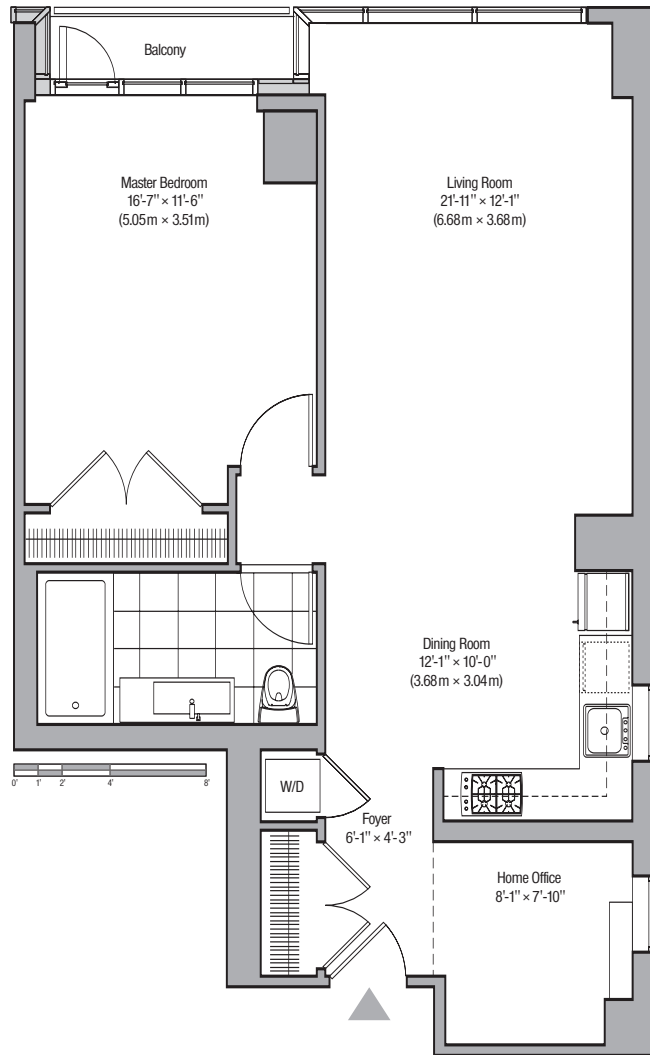 Balcony
Master Bedroom
16'-7" × 11'-6"
(5.05m × 3.51m)
Living Room
21'-11" × 12'-1"
(6.68m × 3.68m)
Dining Room
12'-1" × 10'-0"
(3.68m × 3.04m)
0' 1' 2' 4' 8'
W/D
Foyer
6'-1" × 4'-3"
Home Office
8'-1" × 7'-10"